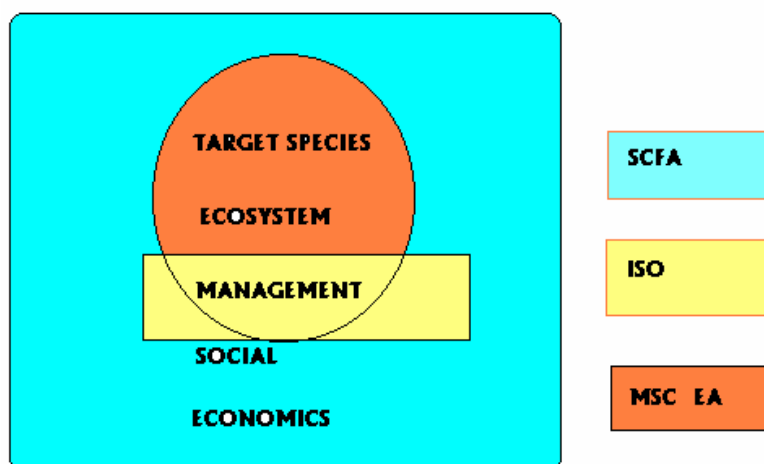 TARGET SPECIES
ECOSYSTEM
MANAGEMENT
SOCIAL
ECONOMICS
SCFA
ISO
MSC EA